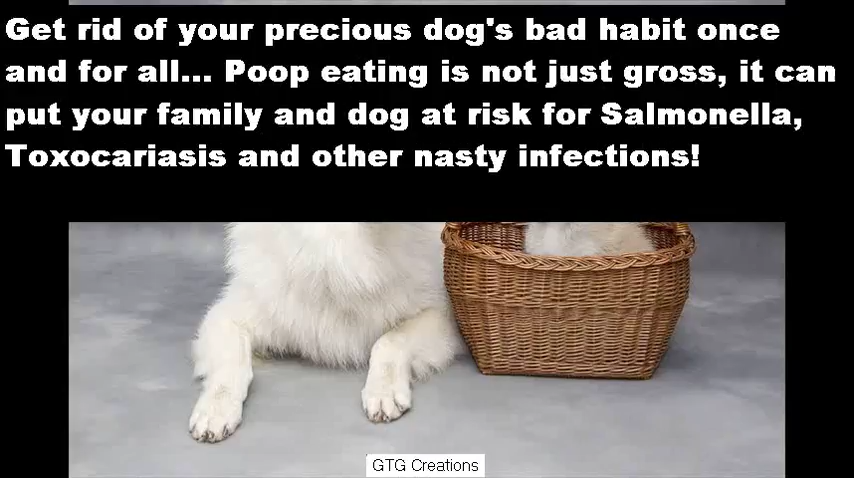 Get rid of your precious dog's bad habit once
and for all... Poop eating is not just gross, it can
put your family and dog at risk for Salmonella,
Toxocariasis and other nasty infections!
GTG Creations